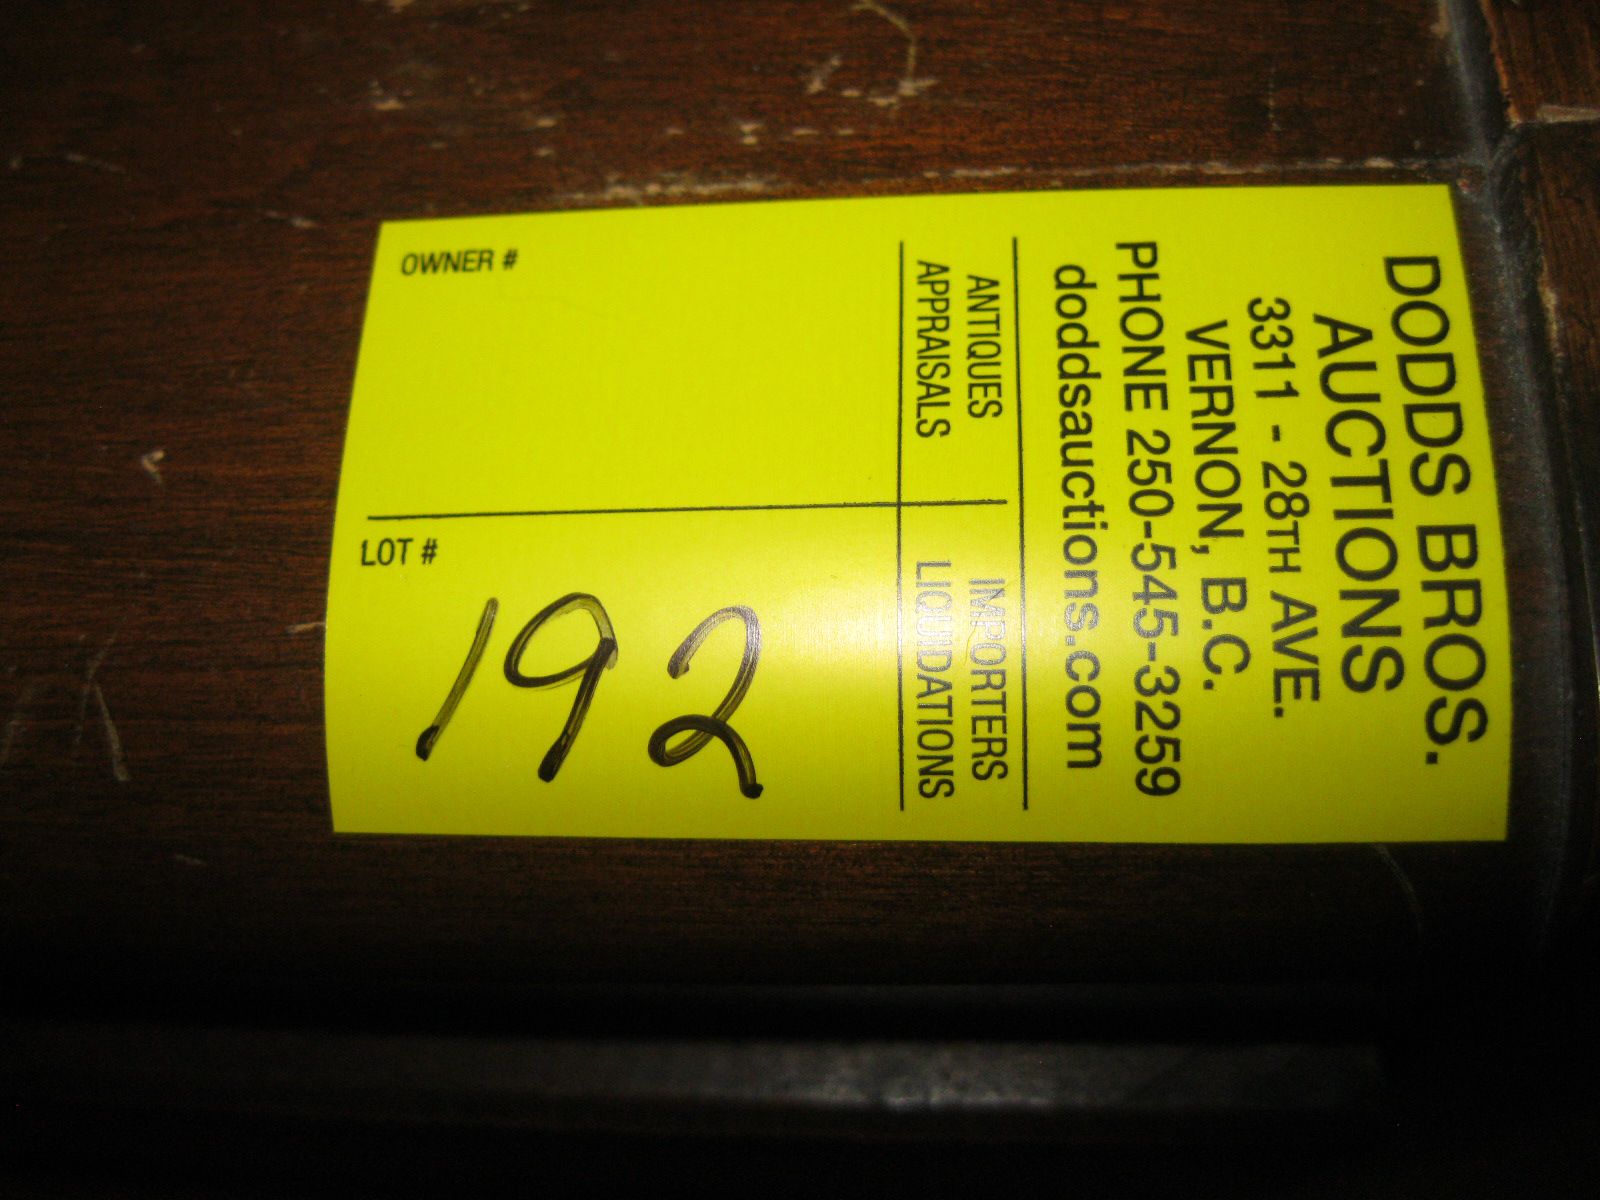 DODDS BROS.
AUCTIONS
3311 - 28TH AVE.
VERNON, B.C.
PHONE 250-545-3259
doddsauctions.com
ANTIQUES
APPRAISALS
IMPORTERS
LIQUIDATIONS
OWNER #
LOT #
192